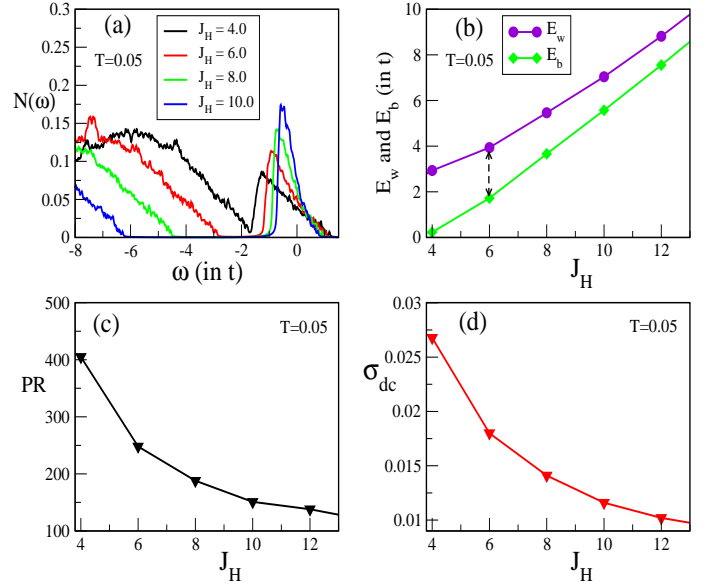 (a)
T=0.05
J_H = 4.0
J_H = 6.0
J_H = 8.0
J_H = 10.0
N(ω)
0.3
0.25
0.2
0.15
0.1
0.05
0
-8 -6 -4 -2 0
ω (in t)
(b)
T=0.05
E_w
E_b
E_w and E_b (in t)
10
8
6
4
2
0
4 6 8 10 12
J_H
(c)
T=0.05
PR
400
300
200
100
4 6 8 10 12
J_H
(d)
T=0.05
σ_dc
0.03
0.025
0.02
0.015
0.01
4 6 8 10 12
J_H